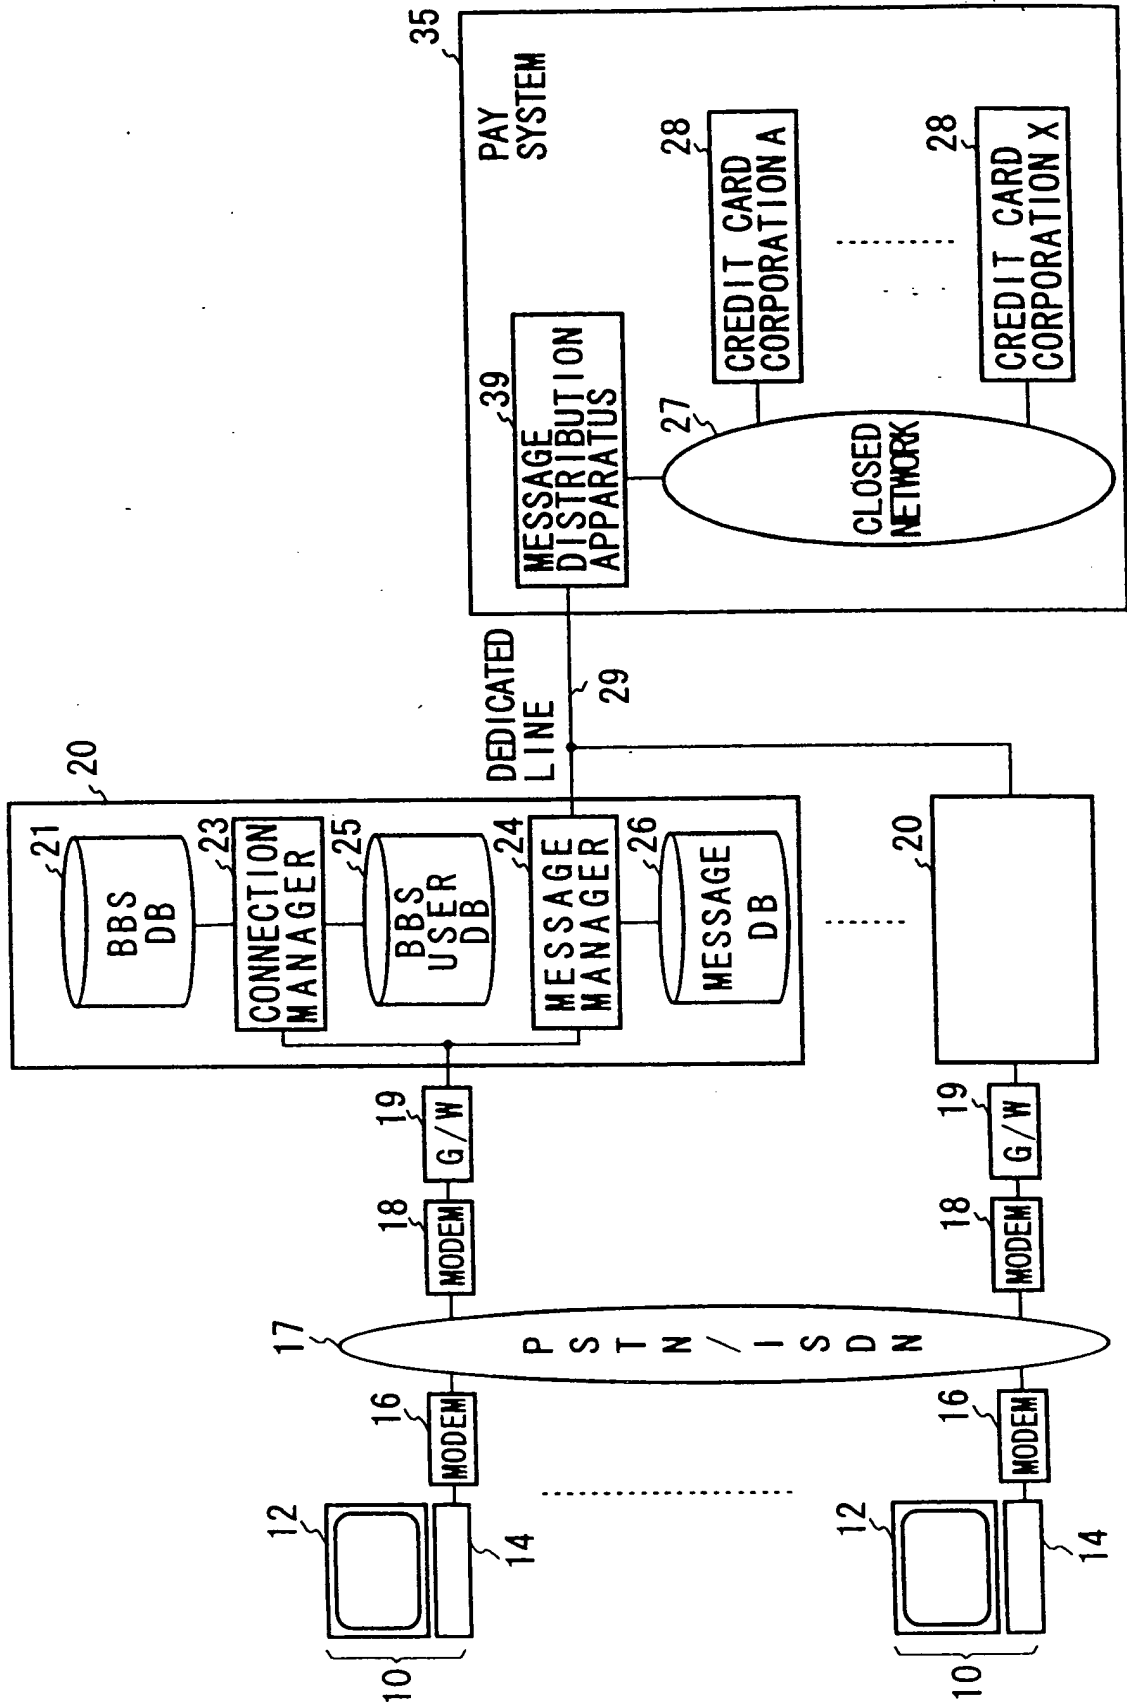 10
12
14
16
MODEM
17
PSTN/ISDN
18
MODEM
19
G/W
20
21
BBS
DB
23
CONNECTION
MANAGER
25
BBS
USER
DB
24
MESSAGE
MANAGER
26
MESSAGE
DB
DEDICATED
LINE
29
35
PAY
SYSTEM
39
MESSAGE
DISTRIBUTION
APPARATUS
27
CLOSED
NETWORK
28
CREDIT CARD
CORPORATION A
28
CREDIT CARD
CORPORATION X
10
12
14
16
MODEM
18
MODEM
19
G/W
20